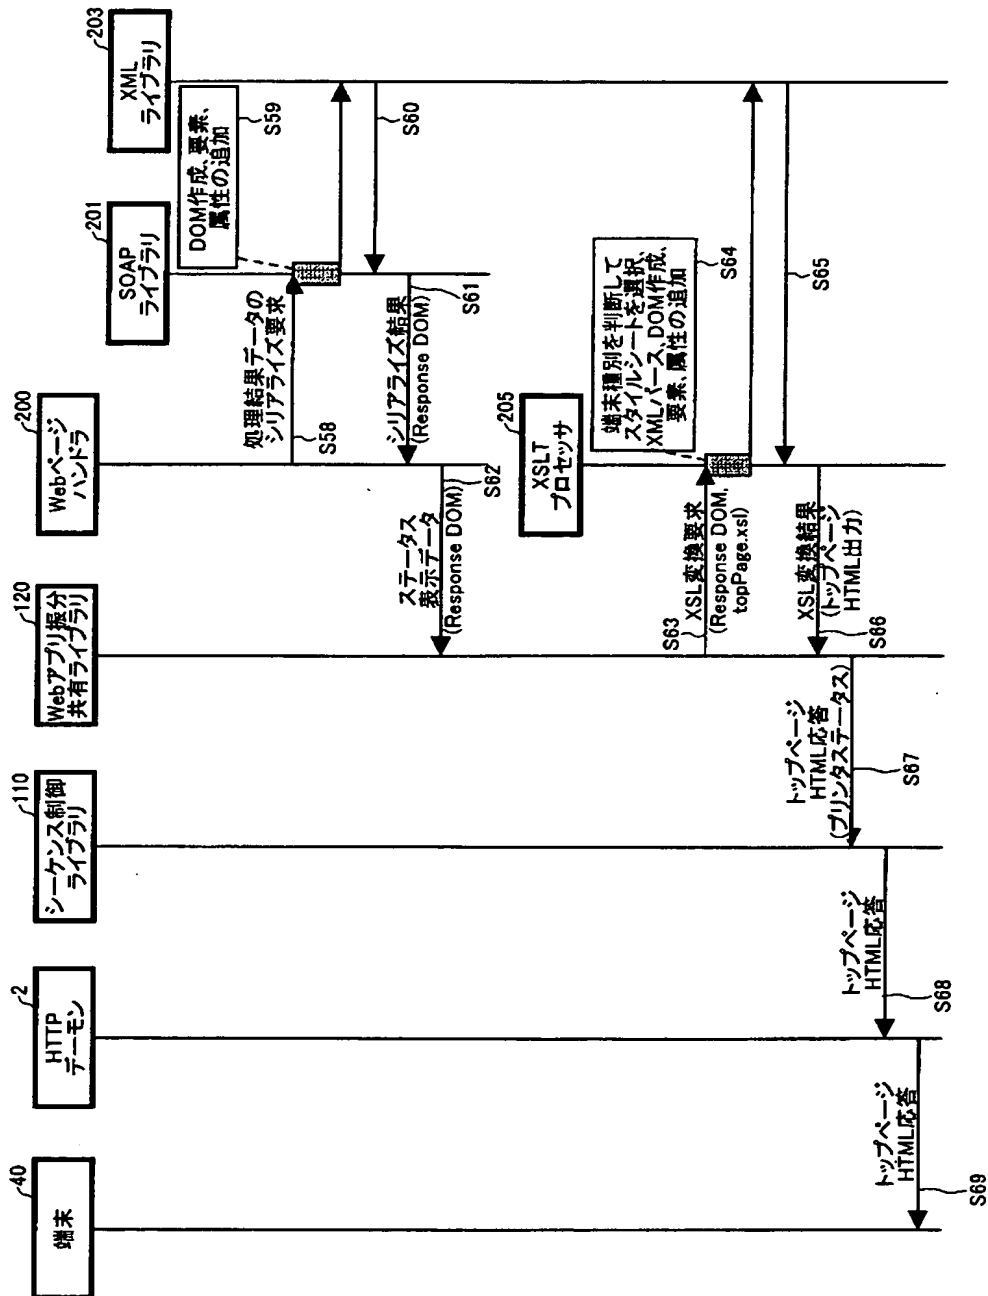 端末
40
HTTP
デーモン
2
シーケンス制御
ライブラリ
110
Webアプリ振分
共有ライブラリ
120
Webページ
ハンドラ
200
SOAP
ライブラリ
201
XML
ライブラリ
203
処理結果データの
シリアライズ要求
S58
DOM作成、要素、
属性の追加
S59
S60
シリアライズ結果
(Response DOM)
S61
ステータス
表示データ
(Response DOM)
S62
XSLT
プロセッサ
205
XSL変換要求
(Response DOM,
topPage.xsl)
S63
端末種別を判断して
スタイルシートを選択、
XMLパース、DOM作成、
要素、属性の追加
S64
S65
XSL変換結果
(トップページ
HTML出力)
S66
トップページ
HTML応答
(プリンタステータス)
S67
トップページ
HTML応答
S68
トップページ
HTML応答
S69